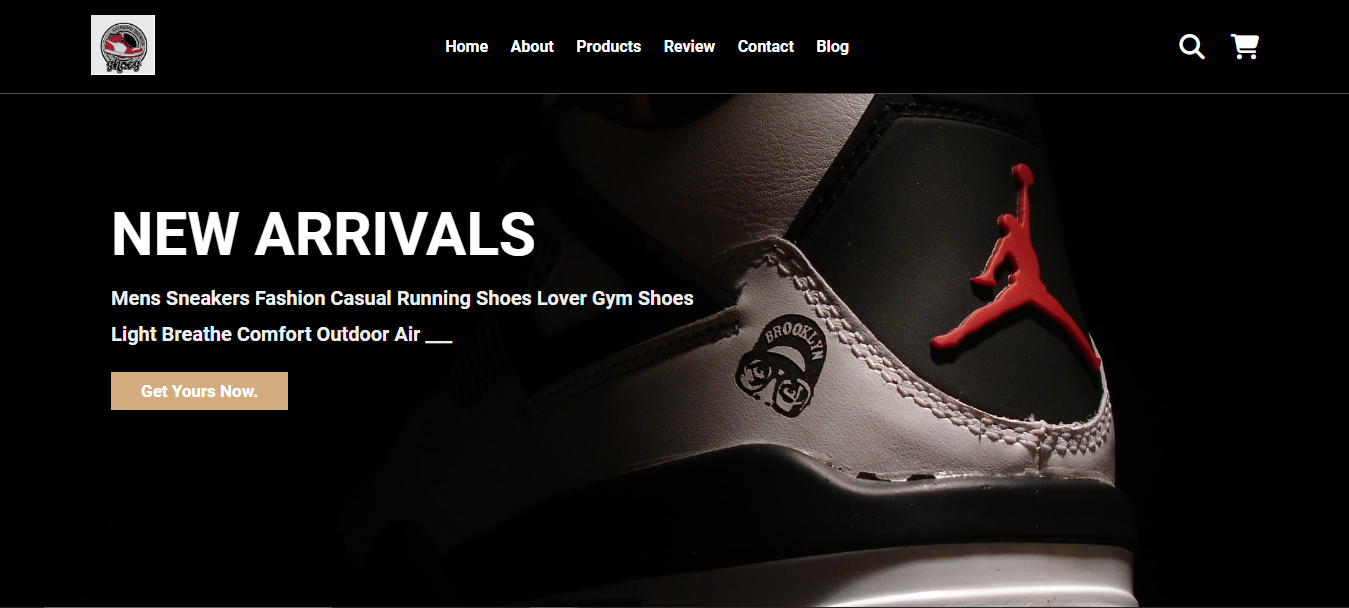 shoes
Home About Products Review Contact Blog
NEW ARRIVALS
Mens Sneakers Fashion Casual Running Shoes Lover Gym Shoes
Light Breathe Comfort Outdoor Air ___
Get Yours Now.
BROOKLYN